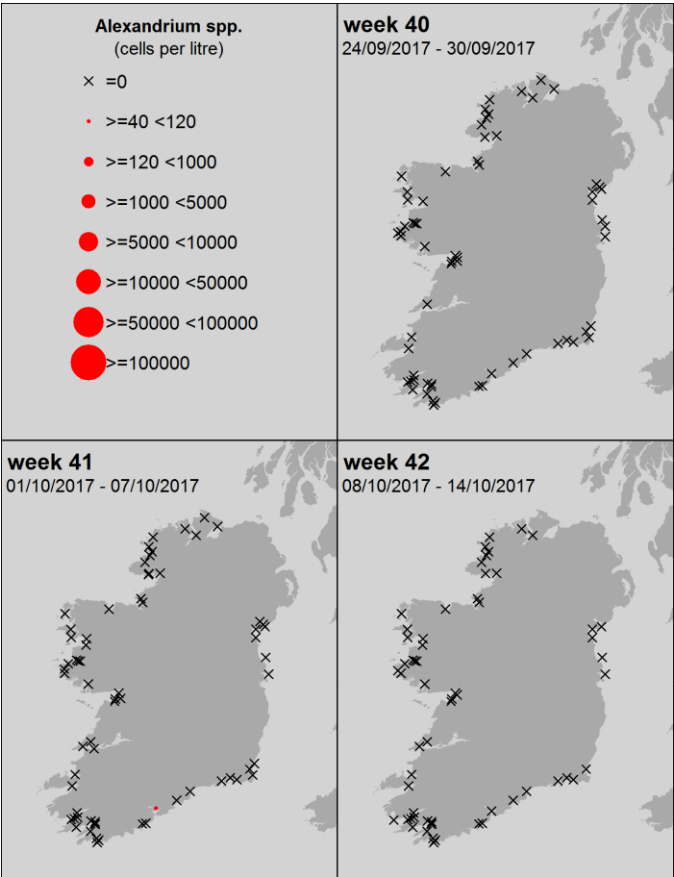 Alexandrium spp.
(cells per litre)
=0
>=40 <120
>=120 <1000
>=1000 <5000
>=5000 <10000
>=10000 <50000
>=50000 <100000
>=100000
week 40
24/09/2017 - 30/09/2017
week 41
01/10/2017 - 07/10/2017
week 42
08/10/2017 - 14/10/2017